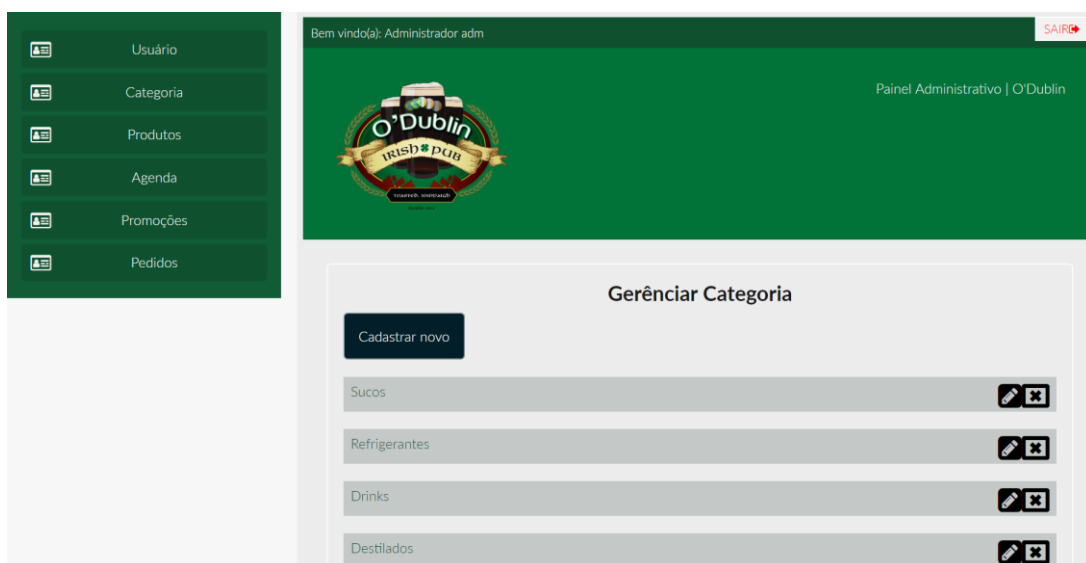 Usuário
Categoria
Produtos
Agenda
Promoções
Pedidos
Bem vindo(a): Administrador adm
SAIR
Painel Administrativo | O'Dublin
O'Dublin
IRISH PUB
Gerênciar Categoria
Cadastrar novo
Sucos
Refrigerantes
Drinks
Destilados